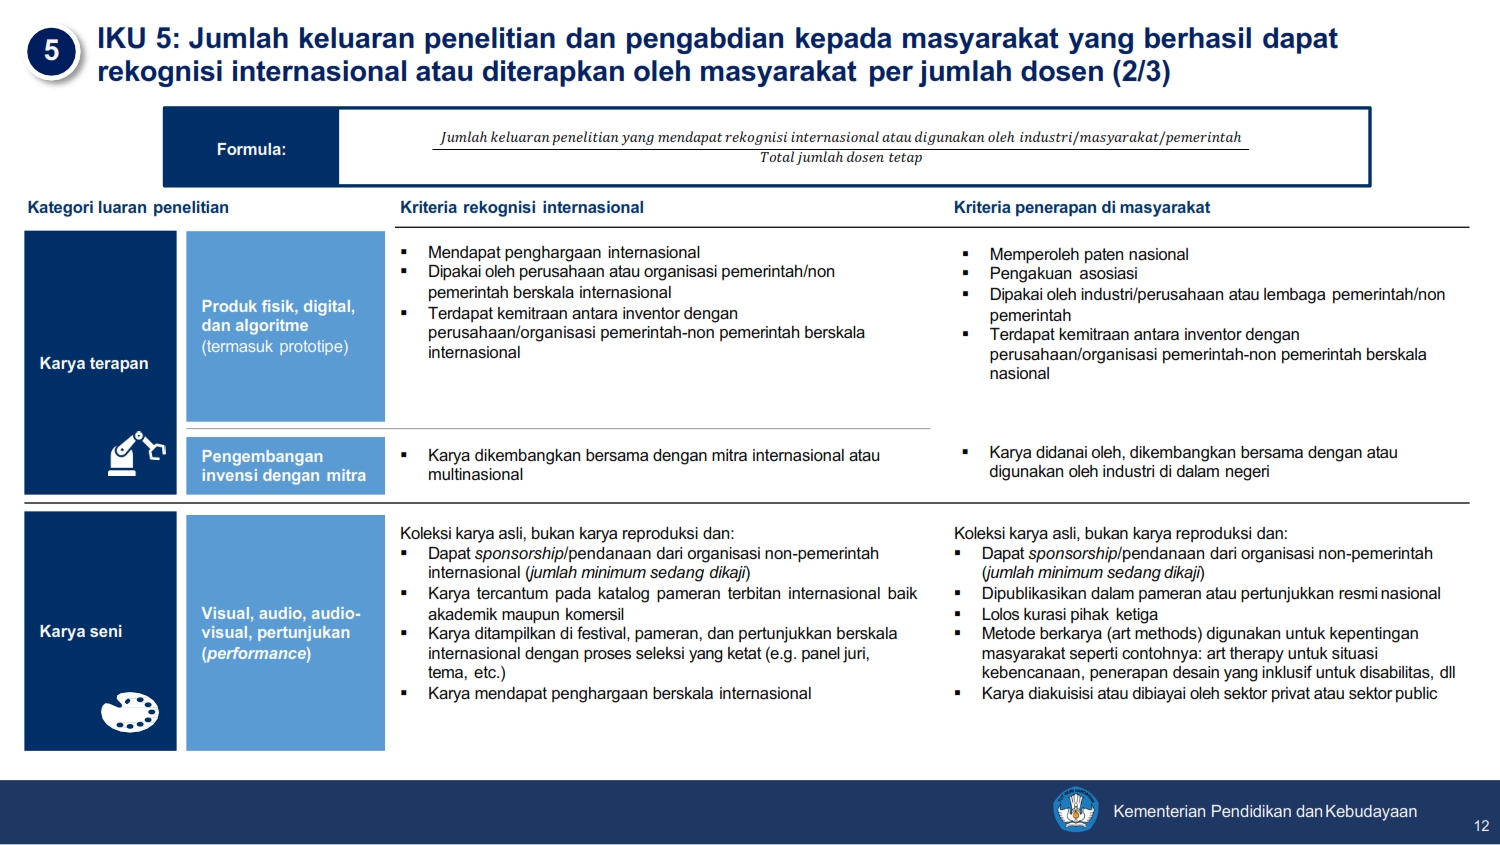 5
IKU 5: Jumlah keluaran penelitian dan pengabdian kepada masyarakat yang berhasil dapat
rekognisi internasional atau diterapkan oleh masyarakat per jumlah dosen (2/3)
Formula:
Jumlah keluaran penelitian yang mendapat rekognisi internasional atau digunakan oleh industri/masyarakat/pemerintah
Total jumlah dosen tetap
Kategori luaran penelitian
Kriteria rekognisi internasional
Kriteria penerapan di masyarakat
Karya terapan
Produk fisik, digital,
dan algoritme
(termasuk prototipe)
▪ Mendapat penghargaan internasional
▪ Dipakai oleh perusahaan atau organisasi pemerintah/non
pemerintah berskala internasional
▪ Terdapat kemitraan antara inventor dengan
perusahaan/organisasi pemerintah-non pemerintah berskala
internasional
▪ Memperoleh paten nasional
▪ Pengakuan asosiasi
▪ Dipakai oleh industri/perusahaan atau lembaga pemerintah/non
pemerintah
▪ Terdapat kemitraan antara inventor dengan
perusahaan/organisasi pemerintah-non pemerintah berskala
nasional
Pengembangan
invensi dengan mitra
▪ Karya dikembangkan bersama dengan mitra internasional atau
multinasional
▪ Karya didanai oleh, dikembangkan bersama dengan atau
digunakan oleh industri di dalam negeri
Karya seni
Visual, audio, audio-
visual, pertunjukan
(performance)
Koleksi karya asli, bukan karya reproduksi dan:
▪ Dapat sponsorship/pendanaan dari organisasi non-pemerintah
internasional (jumlah minimum sedang dikaji)
▪ Karya tercantum pada katalog pameran terbitan internasional baik
akademik maupun komersil
▪ Karya ditampilkan di festival, pameran, dan pertunjukkan berskala
internasional dengan proses seleksi yang ketat (e.g. panel juri,
tema, etc.)
▪ Karya mendapat penghargaan berskala internasional
Koleksi karya asli, bukan karya reproduksi dan:
▪ Dapat sponsorship/pendanaan dari organisasi non-pemerintah
(jumlah minimum sedang dikaji)
▪ Dipublikasikan dalam pameran atau pertunjukkan resmi nasional
▪ Lolos kurasi pihak ketiga
▪ Metode berkarya (art methods) digunakan untuk kepentingan
masyarakat seperti contohnya: art therapy untuk situasi
kebencanaan, penerapan desain yang inklusif untuk disabilitas, dll
▪ Karya diakuisisi atau dibiayai oleh sektor privat atau sektor public
Kementerian Pendidikan dan Kebudayaan
12